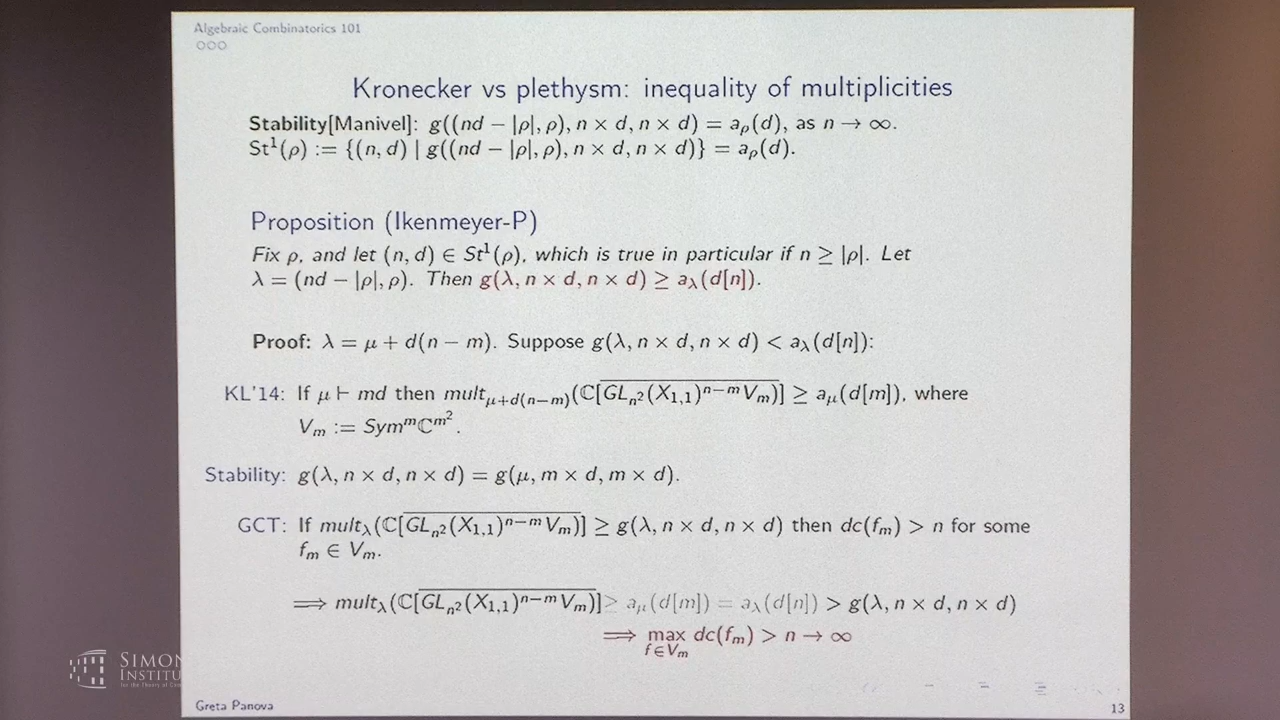 Algebraic Combinatorics 101
Kronecker vs plethysm: inequality of multiplicities
Stability[Manivel]: g((nd − |ρ|, ρ), n × d, n × d) = a_ρ(d), as n → ∞.
St¹(ρ) := {(n, d) | g((nd − |ρ|, ρ), n × d, n × d)} = a_ρ(d).
Proposition (Ikenmeyer-P)
Fix ρ, and let (n, d) ∈ St¹(ρ), which is true in particular if n ≥ |ρ|. Let
λ = (nd − |ρ|, ρ). Then g(λ, n × d, n × d) ≥ a_λ(d[n]).
Proof: λ = μ + d(n − m). Suppose g(λ, n × d, n × d) < a_λ(d[n]):
KL'14: If μ ⊢ md then mult_{μ+d(n−m)}(ℂ[\overline{GL_{n²}(X_{1,1})^{n−m}V_m)}] ≥ a_μ(d[m]), where
V_m := Sym^mℂ^{m²}.
Stability: g(λ, n × d, n × d) = g(μ, m × d, m × d).
GCT: If mult_λ(ℂ[\overline{GL_{n²}(X_{1,1})^{n−m}V_m)}] ≥ g(λ, n × d, n × d) then dc(f_m) > n for some
f_m ∈ V_m.
⟹ mult_λ(ℂ[\overline{GL_{n²}(X_{1,1})^{n−m}V_m)}] ≥ a_μ(d[m]) = a_λ(d[n]) > g(λ, n × d, n × d)
⟹ max dc(f_m) > n → ∞
f∈V_m
SIMON
INSTITU
Greta Panova
13